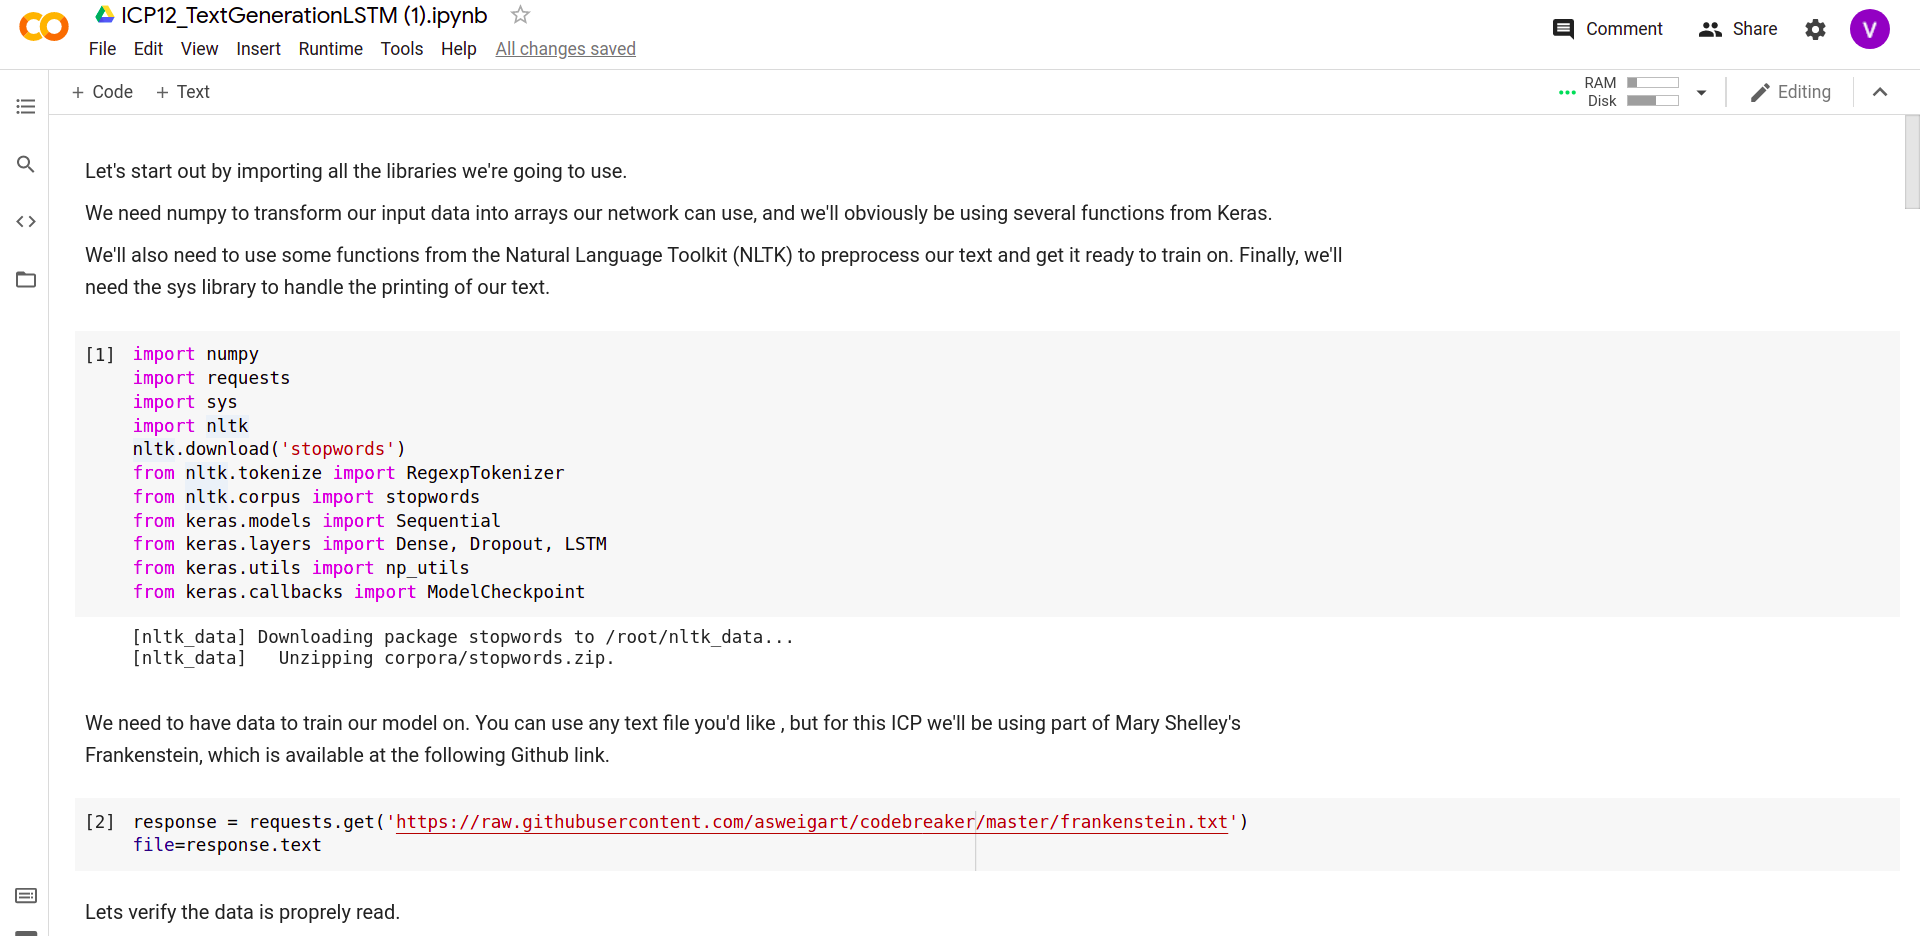 ICP12_TextGenerationLSTM (1).ipynb
File Edit View Insert Runtime Tools Help All changes saved
Comment Share V
+ Code + Text
RAM
Disk
Editing
Let's start out by importing all the libraries we're going to use.
We need numpy to transform our input data into arrays our network can use, and we'll obviously be using several functions from Keras.
We'll also need to use some functions from the Natural Language Toolkit (NLTK) to preprocess our text and get it ready to train on. Finally, we'll
need the sys library to handle the printing of our text.
[1] import numpy
import requests
import sys
import nltk
nltk.download('stopwords')
from nltk.tokenize import RegexpTokenizer
from nltk.corpus import stopwords
from keras.models import Sequential
from keras.layers import Dense, Dropout, LSTM
from keras.utils import np_utils
from keras.callbacks import ModelCheckpoint
[nltk_data] Downloading package stopwords to /root/nltk_data...
[nltk_data]   Unzipping corpora/stopwords.zip.
We need to have data to train our model on. You can use any text file you'd like , but for this ICP we'll be using part of Mary Shelley's
Frankenstein, which is available at the following Github link.
[2] response = requests.get('https://raw.githubusercontent.com/asweigart/codebreaker/master/frankenstein.txt')
file=response.text
Lets verify the data is proprely read.